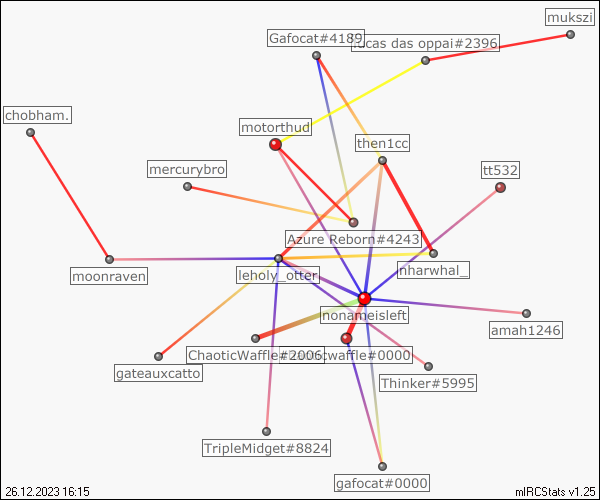 mukszi
Gafocat#4189
lucas das oppai#2396
chobham.
motorthud
then1cc
mercurybro
tt532
Azure Reborn#4243
nharwhal_
moonraven
leholy_otter
nonameisleft
amah1246
ChaoticWaffle#2006
chaoticwaffle#0000
gateauxcatto
Thinker#5995
TripleMidget#8824
gafocat#0000
26.12.2023 16:15
mIRCStats v1.25